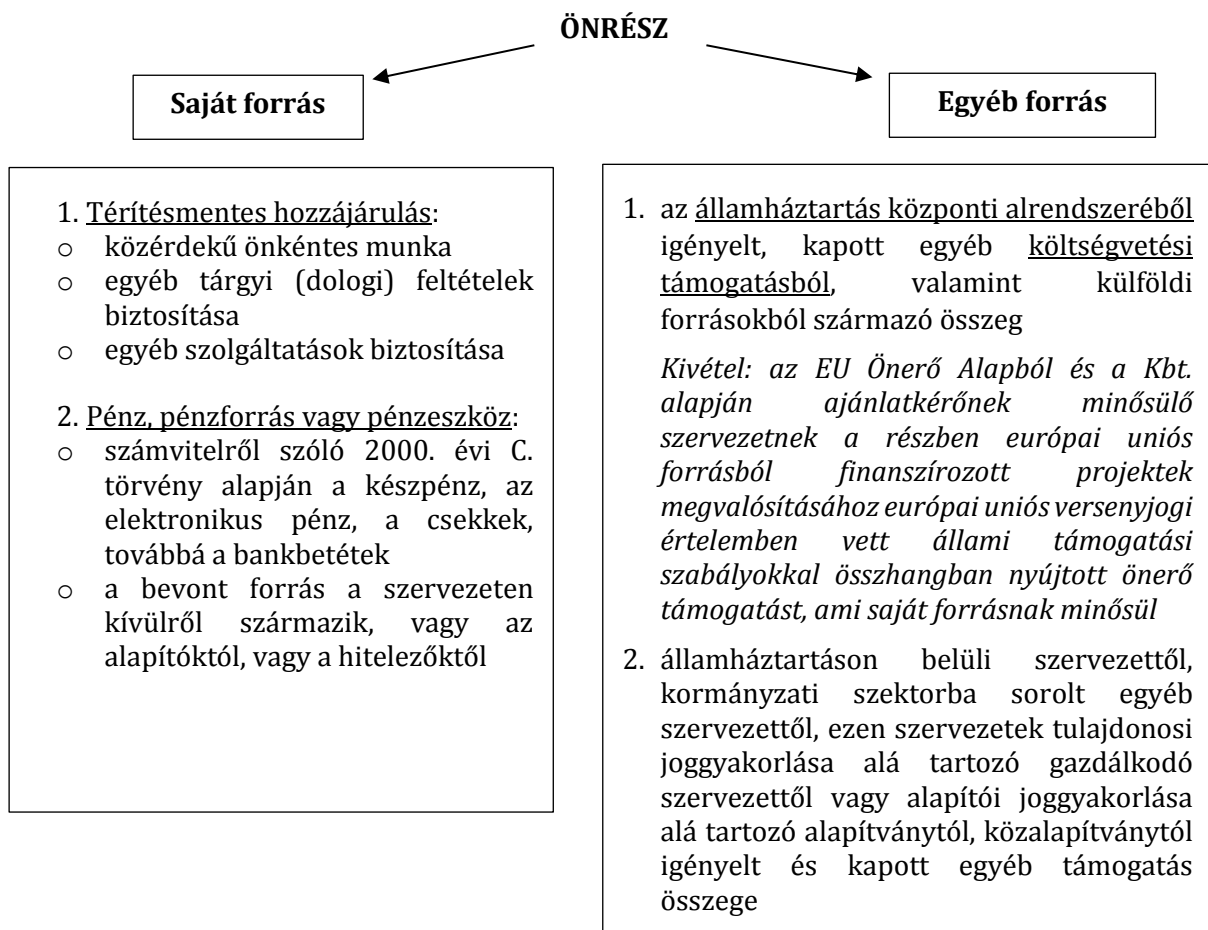 ÖNRÉSZ
Saját forrás
1. Térítésmentes hozzájárulás:
o közérdekű önkéntes munka
o egyéb tárgyi (dologi) feltételek
biztosítása
o egyéb szolgáltatások biztosítása
2. Pénz, pénzforrás vagy pénzeszköz:
o számvitelről szóló 2000. évi C.
törvény alapján a készpénz, az
elektronikus pénz, a csekkek,
továbbá a bankbetétek
o a bevont forrás a szervezeten
kívülről származik, vagy az
alapítóktól, vagy a hitelezőktől
Egyéb forrás
1. az államháztartás központi alrendszeréből
igényelt, kapott egyéb költségvetési
támogatásból, valamint külföldi
forrásokból származó összeg
Kivétel: az EU Önerő Alapból és a Kbt.
alapján ajánlatkérőnek minősülő
szervezetnek a részben európai uniós
forrásból finanszírozott projektek
megvalósításához európai uniós versenyjogi
értelemben vett állami támogatási
szabályokkal összhangban nyújtott önerő
támogatást, ami saját forrásnak minősül
2. államháztartáson belüli szervezettől,
kormányzati szektorba sorolt egyéb
szervezettől, ezen szervezetek tulajdonosi
joggyakorlása alá tartozó gazdálkodó
szervezettől vagy alapítói joggyakorlása
alá tartozó alapítványtól, közalapítványtól
igényelt és kapott egyéb támogatás
összege